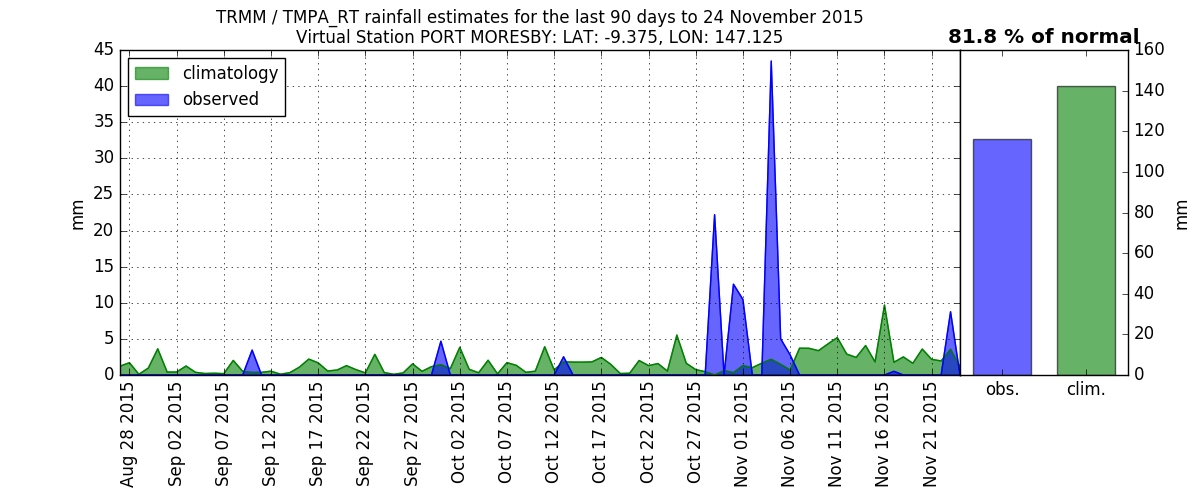 TRMM / TMPA_RT rainfall estimates for the last 90 days to 24 November 2015
Virtual Station PORT MORESBY: LAT: -9.375, LON: 147.125
81.8 % of normal
climatology
observed
45
40
35
30
25
20
15
10
5
0
mm
160
140
120
100
80
60
40
20
0
mm
Aug 28 2015
Sep 02 2015
Sep 07 2015
Sep 12 2015
Sep 17 2015
Sep 22 2015
Sep 27 2015
Oct 02 2015
Oct 07 2015
Oct 12 2015
Oct 17 2015
Oct 22 2015
Oct 27 2015
Nov 01 2015
Nov 06 2015
Nov 11 2015
Nov 16 2015
Nov 21 2015
obs.
clim.